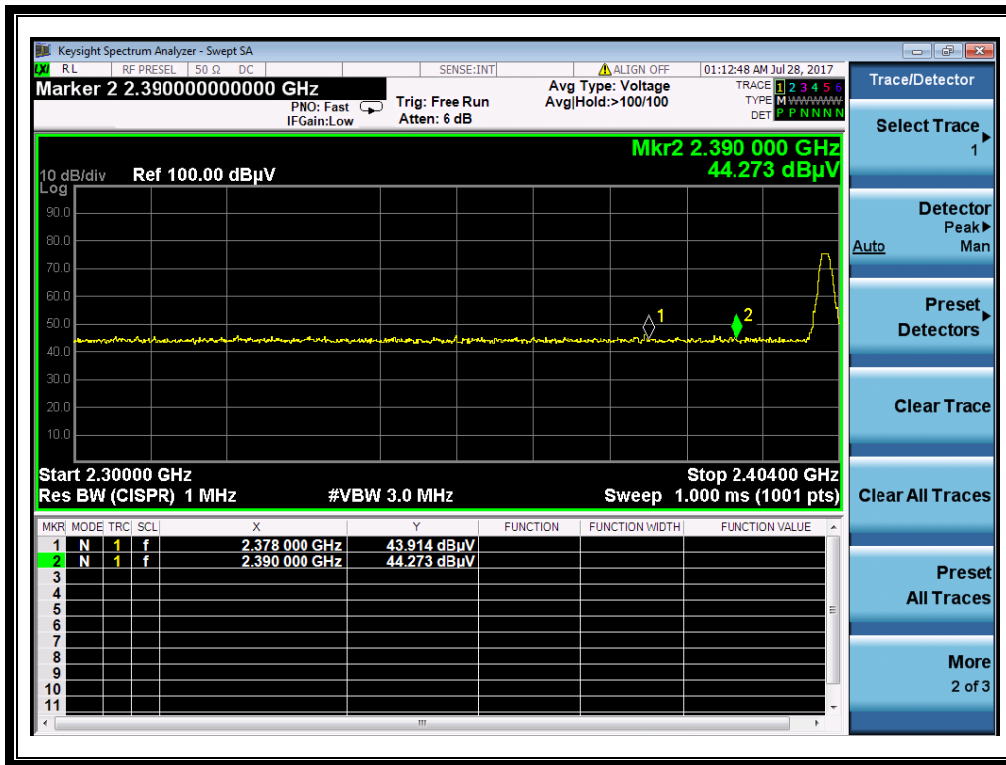 Keysight Spectrum Analyzer - Swept SA
LXI RL RF PRESEL 50 Ω DC SENSE:INT ALIGN OFF 01:12:48 AM Jul 28, 2017
Marker 2 2.390000000000 GHz
PNO: Fast
IFGain:Low
Trig: Free Run
Atten: 6 dB
Avg Type: Voltage
Avg|Hold:>100/100
TRACE 1 2 3 4 5 6
TYPE M WWWWW
DET P P N N N N
Mkr2 2.390 000 GHz
44.273 dBµV
10 dB/div Ref 100.00 dBµV
Log
90.0
80.0
70.0
60.0
50.0
40.0
30.0
20.0
10.0
1
2
Start 2.30000 GHz Stop 2.40400 GHz
Res BW (CISPR) 1 MHz #VBW 3.0 MHz Sweep 1.000 ms (1001 pts)
MKR MODE TRC SCL X Y FUNCTION FUNCTION WIDTH FUNCTION VALUE
1 N 1 f 2.378 000 GHz 43.914 dBµV
2 N 1 f 2.390 000 GHz 44.273 dBµV
3
4
5
6
7
8
9
10
11
Trace/Detector
Select Trace
1
Detector
Peak
Auto Man
Preset
Detectors
Clear Trace
Clear All Traces
Preset
All Traces
More
2 of 3